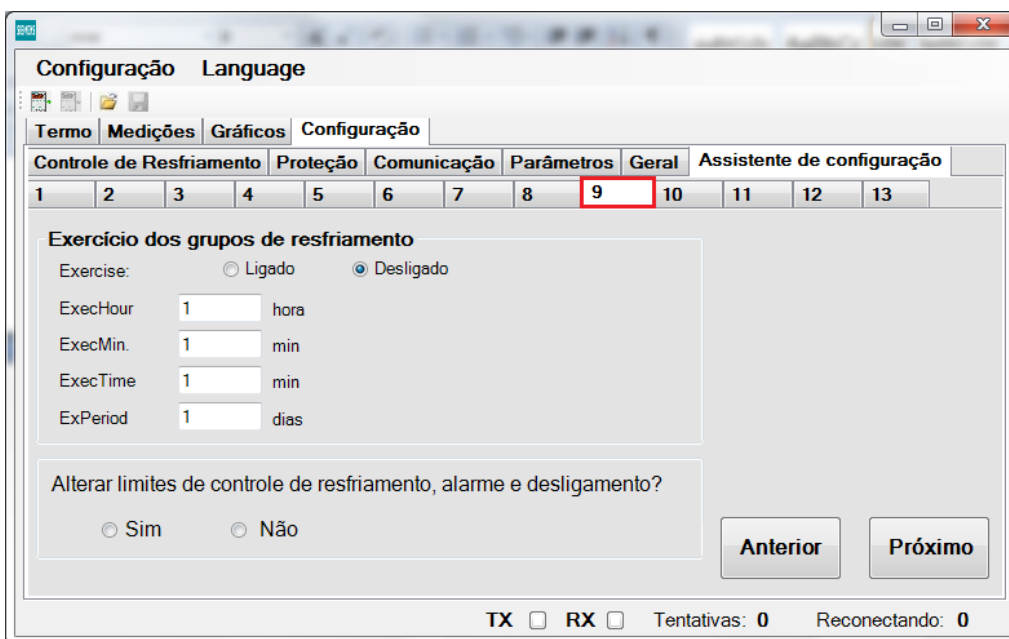 SIEMENS
Configuração Language
Termo Medições Gráficos Configuração
Controle de Resfriamento Proteção Comunicação Parâmetros Geral Assistente de configuração
1 2 3 4 5 6 7 8 9 10 11 12 13
Exercício dos grupos de resfriamento
Exercise: Ligado Desligado
ExecHour 1 hora
ExecMin. 1 min
ExecTime 1 min
ExPeriod 1 dias
Alterar limites de controle de resfriamento, alarme e desligamento?
Sim Não
Anterior Próximo
TX RX Tentativas: 0 Reconectando: 0